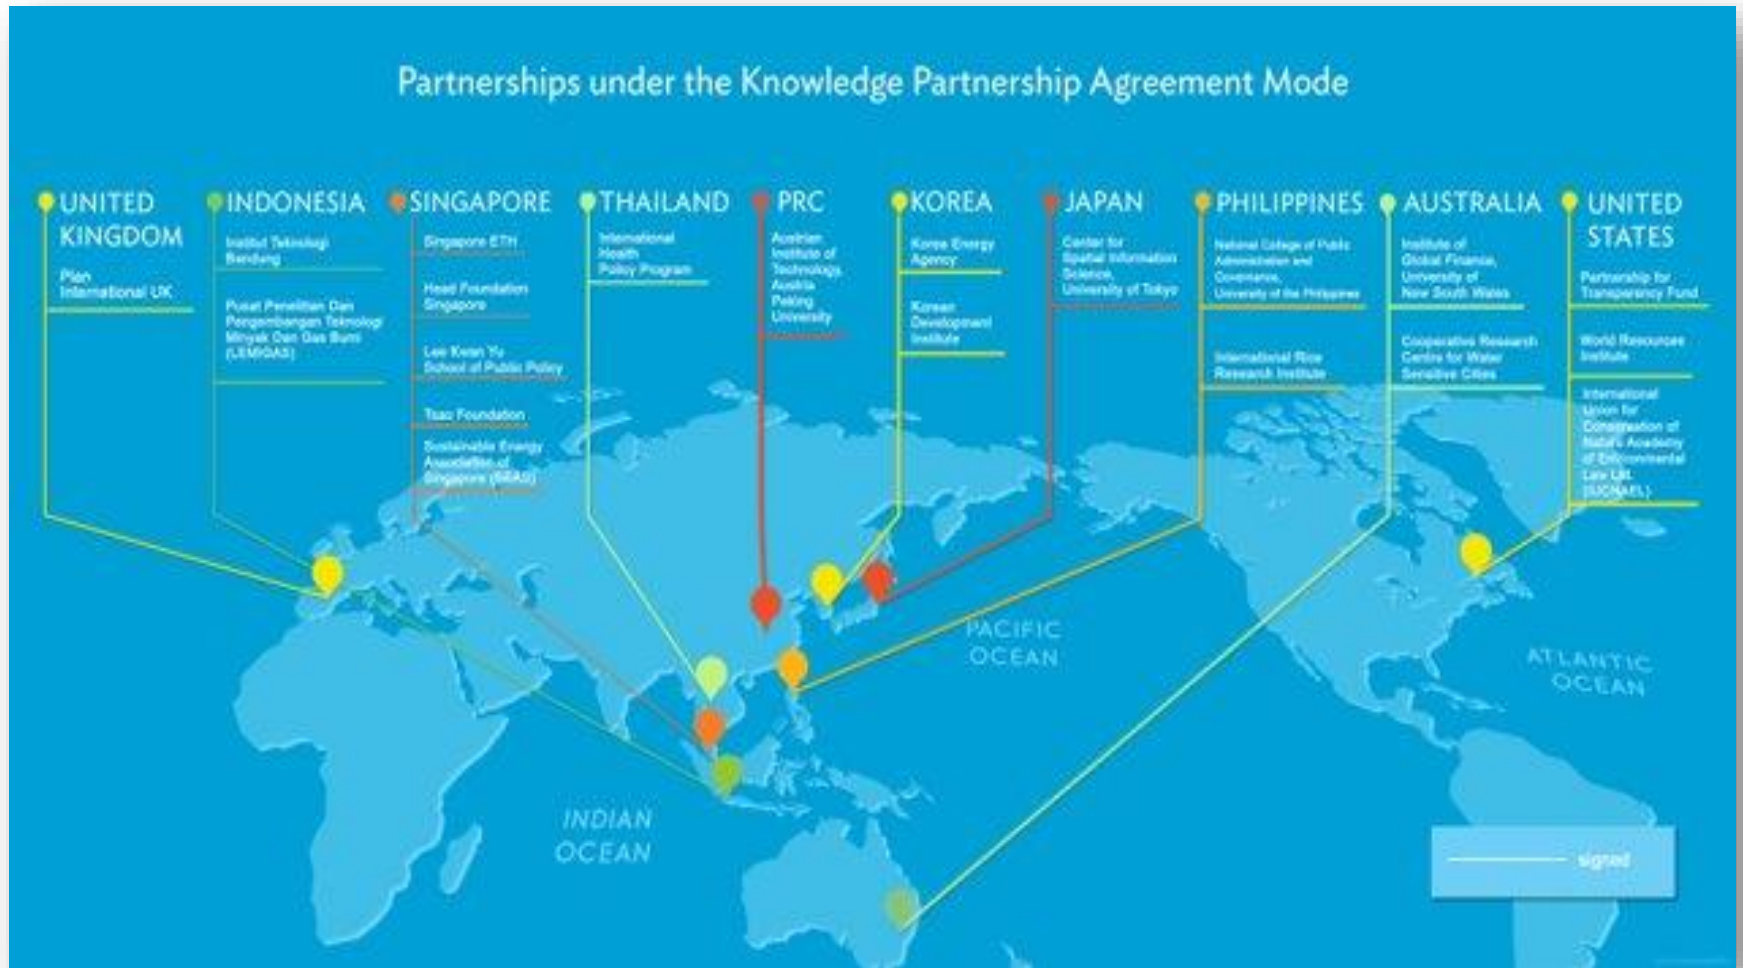 Partnerships under the Knowledge Partnership Agreement Mode
UNITED
KINGDOM
Plan
International UK
INDONESIA
Institut Teknologi
Bandung
Pusat Penelitian Dan
Pengembangan Teknologi
Minyak Dan Gas Bumi
(LEMIGAS)
SINGAPORE
Singapore ETH
Head Foundation
Singapore
Lee Kwan Yu
School of Public Policy
Tsao Foundation
Sustainable Energy
Association of
Singapore (SEAS)
THAILAND
International
Health
Policy Program
PRC
Austrian
Institute of
Technology,
Austria
Peking
University
KOREA
Korea Energy
Agency
Korean
Development
Institute
JAPAN
Center for
Spatial Information
Science,
University of Tokyo
PHILIPPINES
National College of Public
Administration and
Governance,
University of the Philippines
International Rice
Research Institute
AUSTRALIA
Institute of
Global Finance,
University of
New South Wales
Cooperative Research
Centre for Water
Sensitive Cities
UNITED
STATES
Partnership for
Transparency Fund
World Resources
Institute
International
Union for
Conservation of
Nature Academy
of Environmental
Law
PACIFIC
OCEAN
ATLANTIC
OCEAN
INDIAN
OCEAN
signed